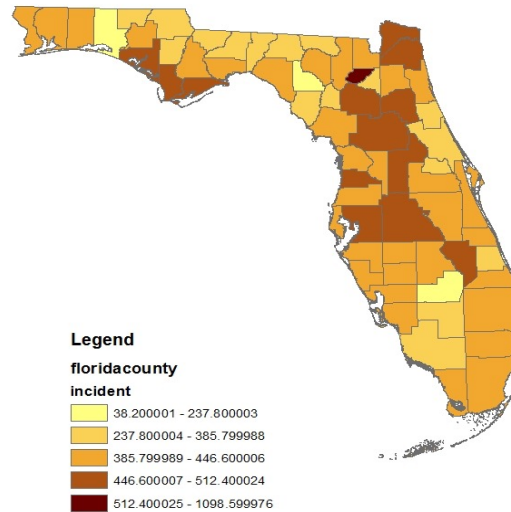 Legend
floridacounty
incident
38.200001 - 237.800003
237.800004 - 385.799988
385.799989 - 446.600006
446.600007 - 512.400024
512.400025 - 1098.599976